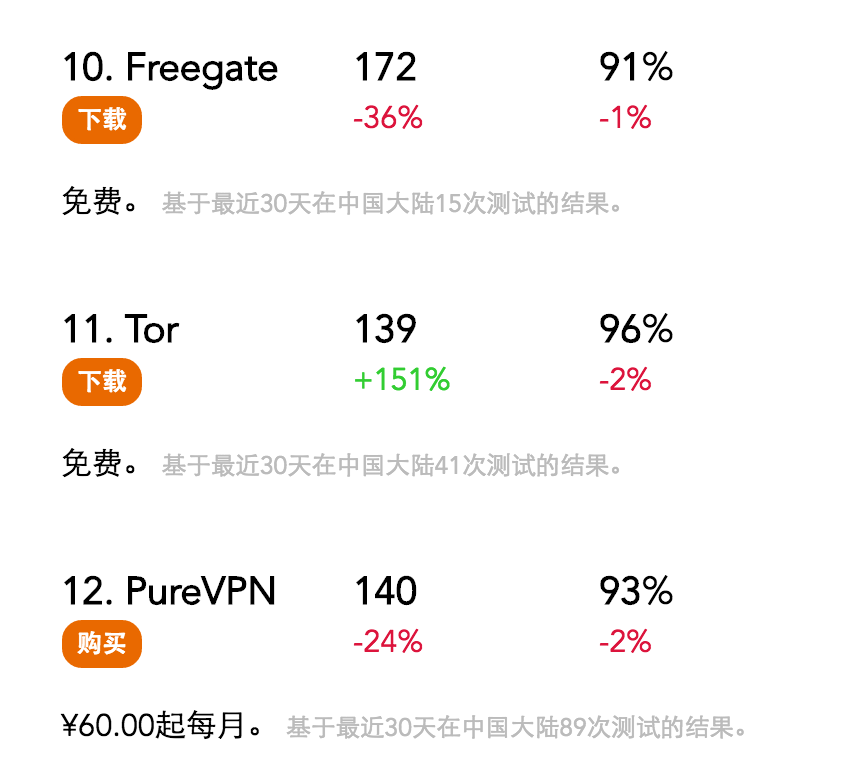 10. Freegate 172 91%
下载 -36% -1%
免费。 基于最近30天在中国大陆15次测试的结果。
11. Tor 139 96%
下载 +151% -2%
免费。 基于最近30天在中国大陆41次测试的结果。
12. PureVPN 140 93%
购买 -24% -2%
¥60.00起每月。 基于最近30天在中国大陆89次测试的结果。